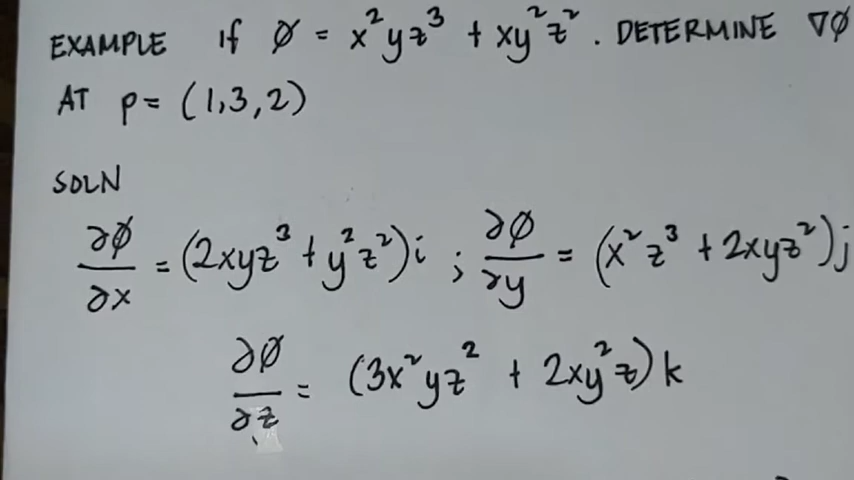 EXAMPLE If ø = x²yz³ + xy²z². DETERMINE ∇ø
AT P = (1,3,2)
SOLN
∂ø/∂x = (2xyz³ + y²z²)i ; ∂ø/∂y = (x²z³ + 2xyz²)j
∂ø/∂z = (3x²yz² + 2xy²z)k